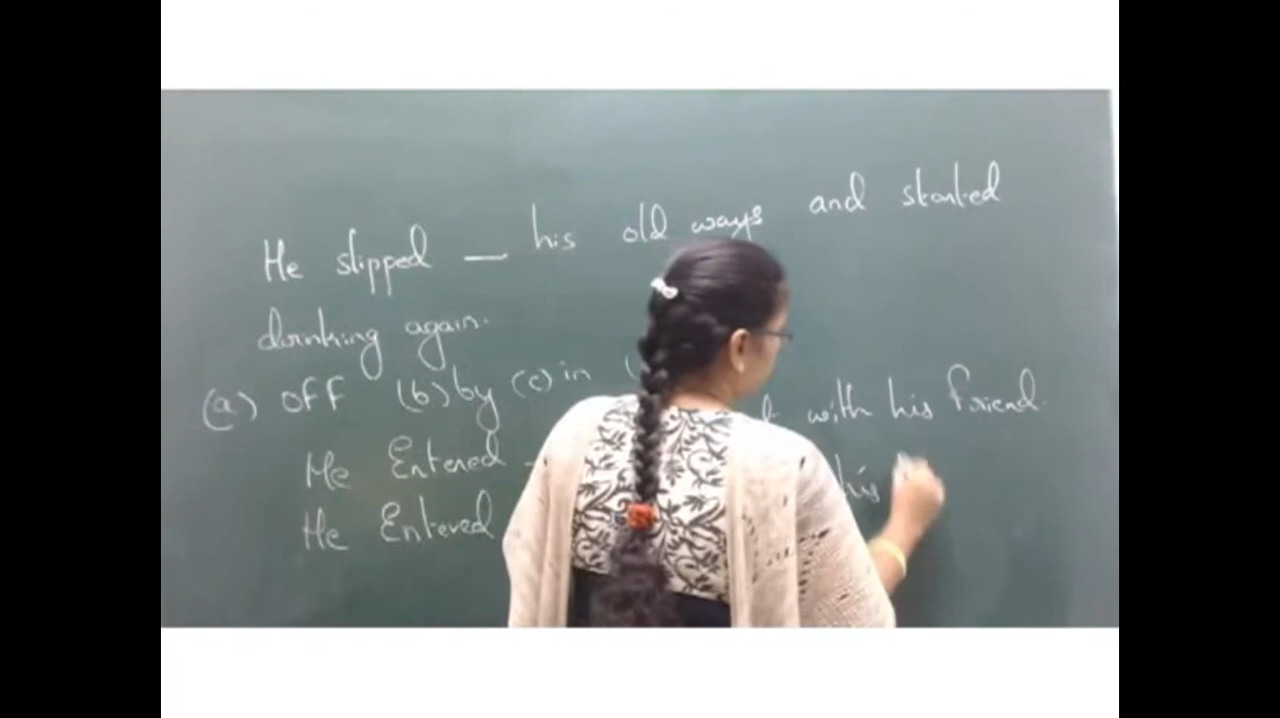 He slipped — his old ways and started
drinking again.
(a) OFF (b) by (c) in
He Entered with his friend.
He Entered his